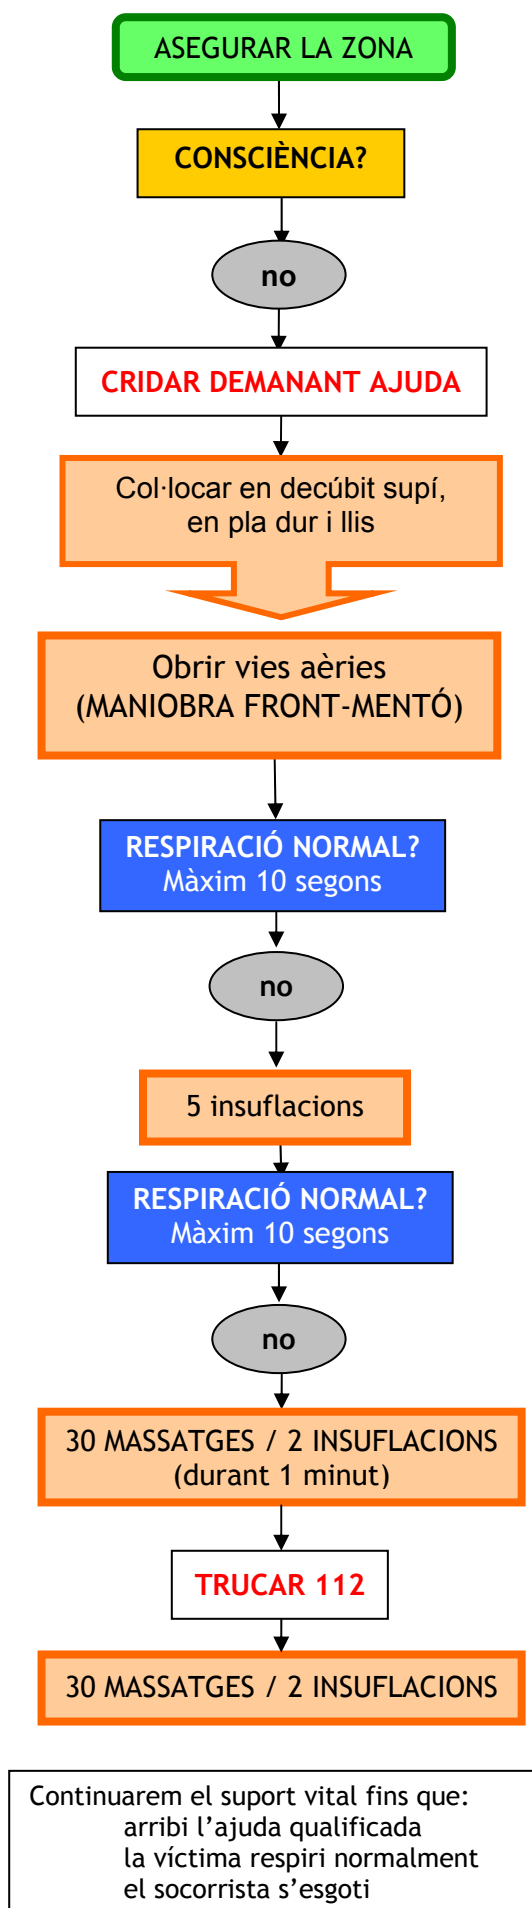 ASEGURAR LA ZONA
CONSCIÈNCIA?
no
CRIDAR DEMANANT AJUDA
Col·locar en decúbit supí,
en pla dur i llis
Obrir vies aèries
(MANIOBRA FRONT-MENTÓ)
RESPIRACIÓ NORMAL?
Màxim 10 segons
no
5 insuflacions
RESPIRACIÓ NORMAL?
Màxim 10 segons
no
30 MASSATGES / 2 INSUFLACIONS
(durant 1 minut)
TRUCAR 112
30 MASSATGES / 2 INSUFLACIONS
Continuarem el suport vital fins que:
arribi l’ajuda qualificada
la víctima respiri normalment
el socorrista s’esgoti